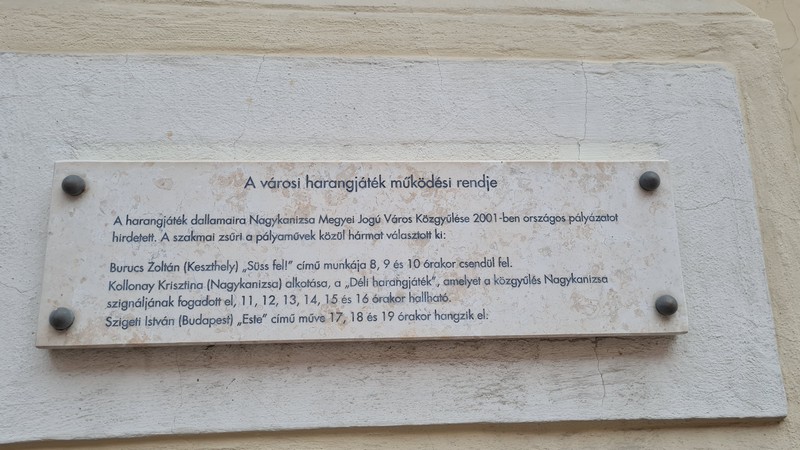 A városi harangjáték működési rendje
A harangjáték dallamaira Nagykanizsa Megyei Jogú Város Közgyűlése 2001-ben országos pályázatot
hirdetett. A szakmai zsűri a pályaművek közül hármat választott ki:
Burucs Zoltán (Keszthely) „Süss fel!” című munkája 8, 9 és 10 órakor csendül fel.
Kollonay Krisztina (Nagykanizsa) alkotása, a „Déli harangjáték”, amelyet a közgyűlés Nagykanizsa
szignáljának fogadott el, 11, 12, 13, 14, 15 és 16 órakor hallható.
Szigeti István (Budapest) „Este” című műve 17, 18 és 19 órakor hangzik el.